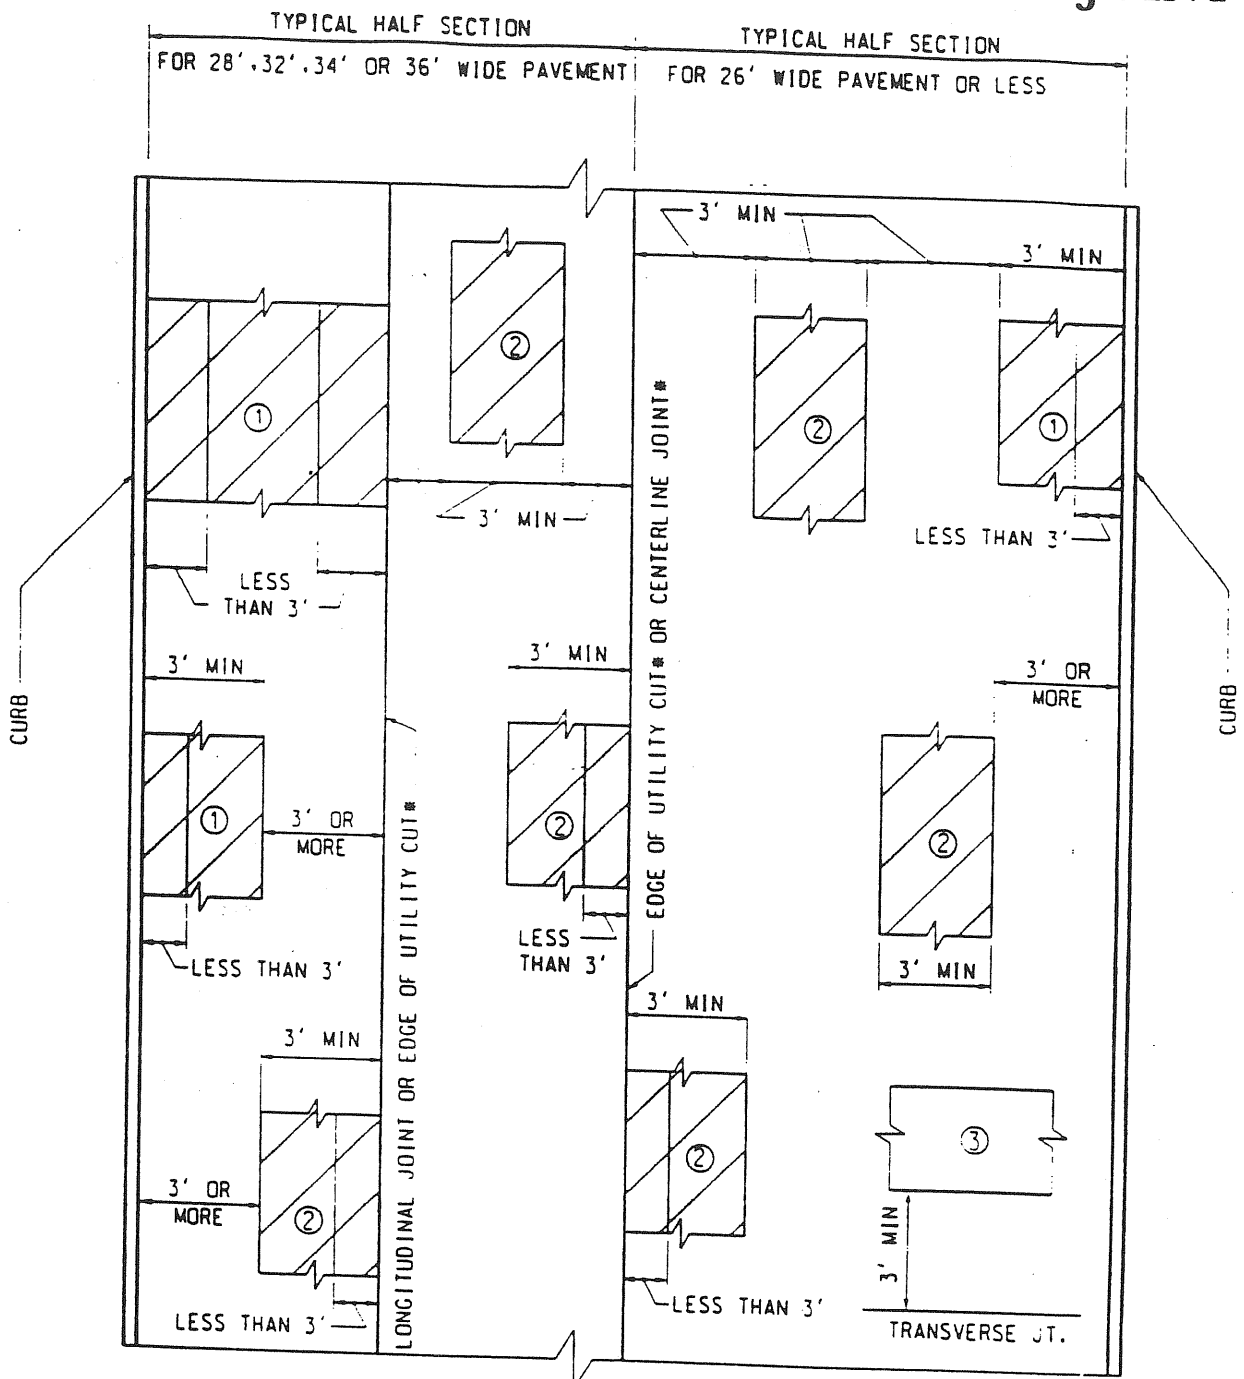 TYPICAL HALF SECTION
FOR 28',32',34' OR 36' WIDE PAVEMENT
TYPICAL HALF SECTION
FOR 26' WIDE PAVEMENT OR LESS
3' MIN
3' MIN
2
1
2
1
3' MIN
LESS THAN 3'
LESS
THAN 3'
CURB
CURB
3' MIN
3' MIN
3' OR
MORE
1
3' OR
MORE
2
2
LESS THAN 3'
LESS
THAN 3'
3' MIN
LONGITUDINAL JOINT OR EDGE OF UTILITY CUT*
EDGE OF UTILITY CUT* OR CENTERLINE JOINT*
3' MIN
3' MIN
3' OR
MORE
2
LESS THAN 3'
2
LESS THAN 3'
3
3' MIN
TRANSVERSE JT.